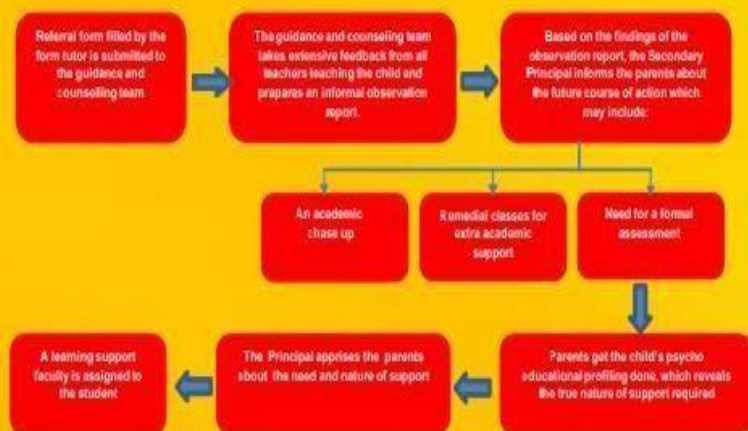 Referral form filled by the
form tutor is submitted to
the guidance and
counselling team
The guidance and counseling team
takes extensive feedback from all
teachers teaching the child and
prepares an informal observation
report.
Based on the findings of the
observation report, the Secondary
Principal informs the parents about
the future course of action which
may include:
An academic
chase up
Remedial classes for
extra academic
support
Need for a formal
assessment
Parents get the child's psycho
educational profiling done, which reveals
the true nature of support required
The Principal apprises the parents
about the need and nature of support
A learning support
faculty is assigned to
the student